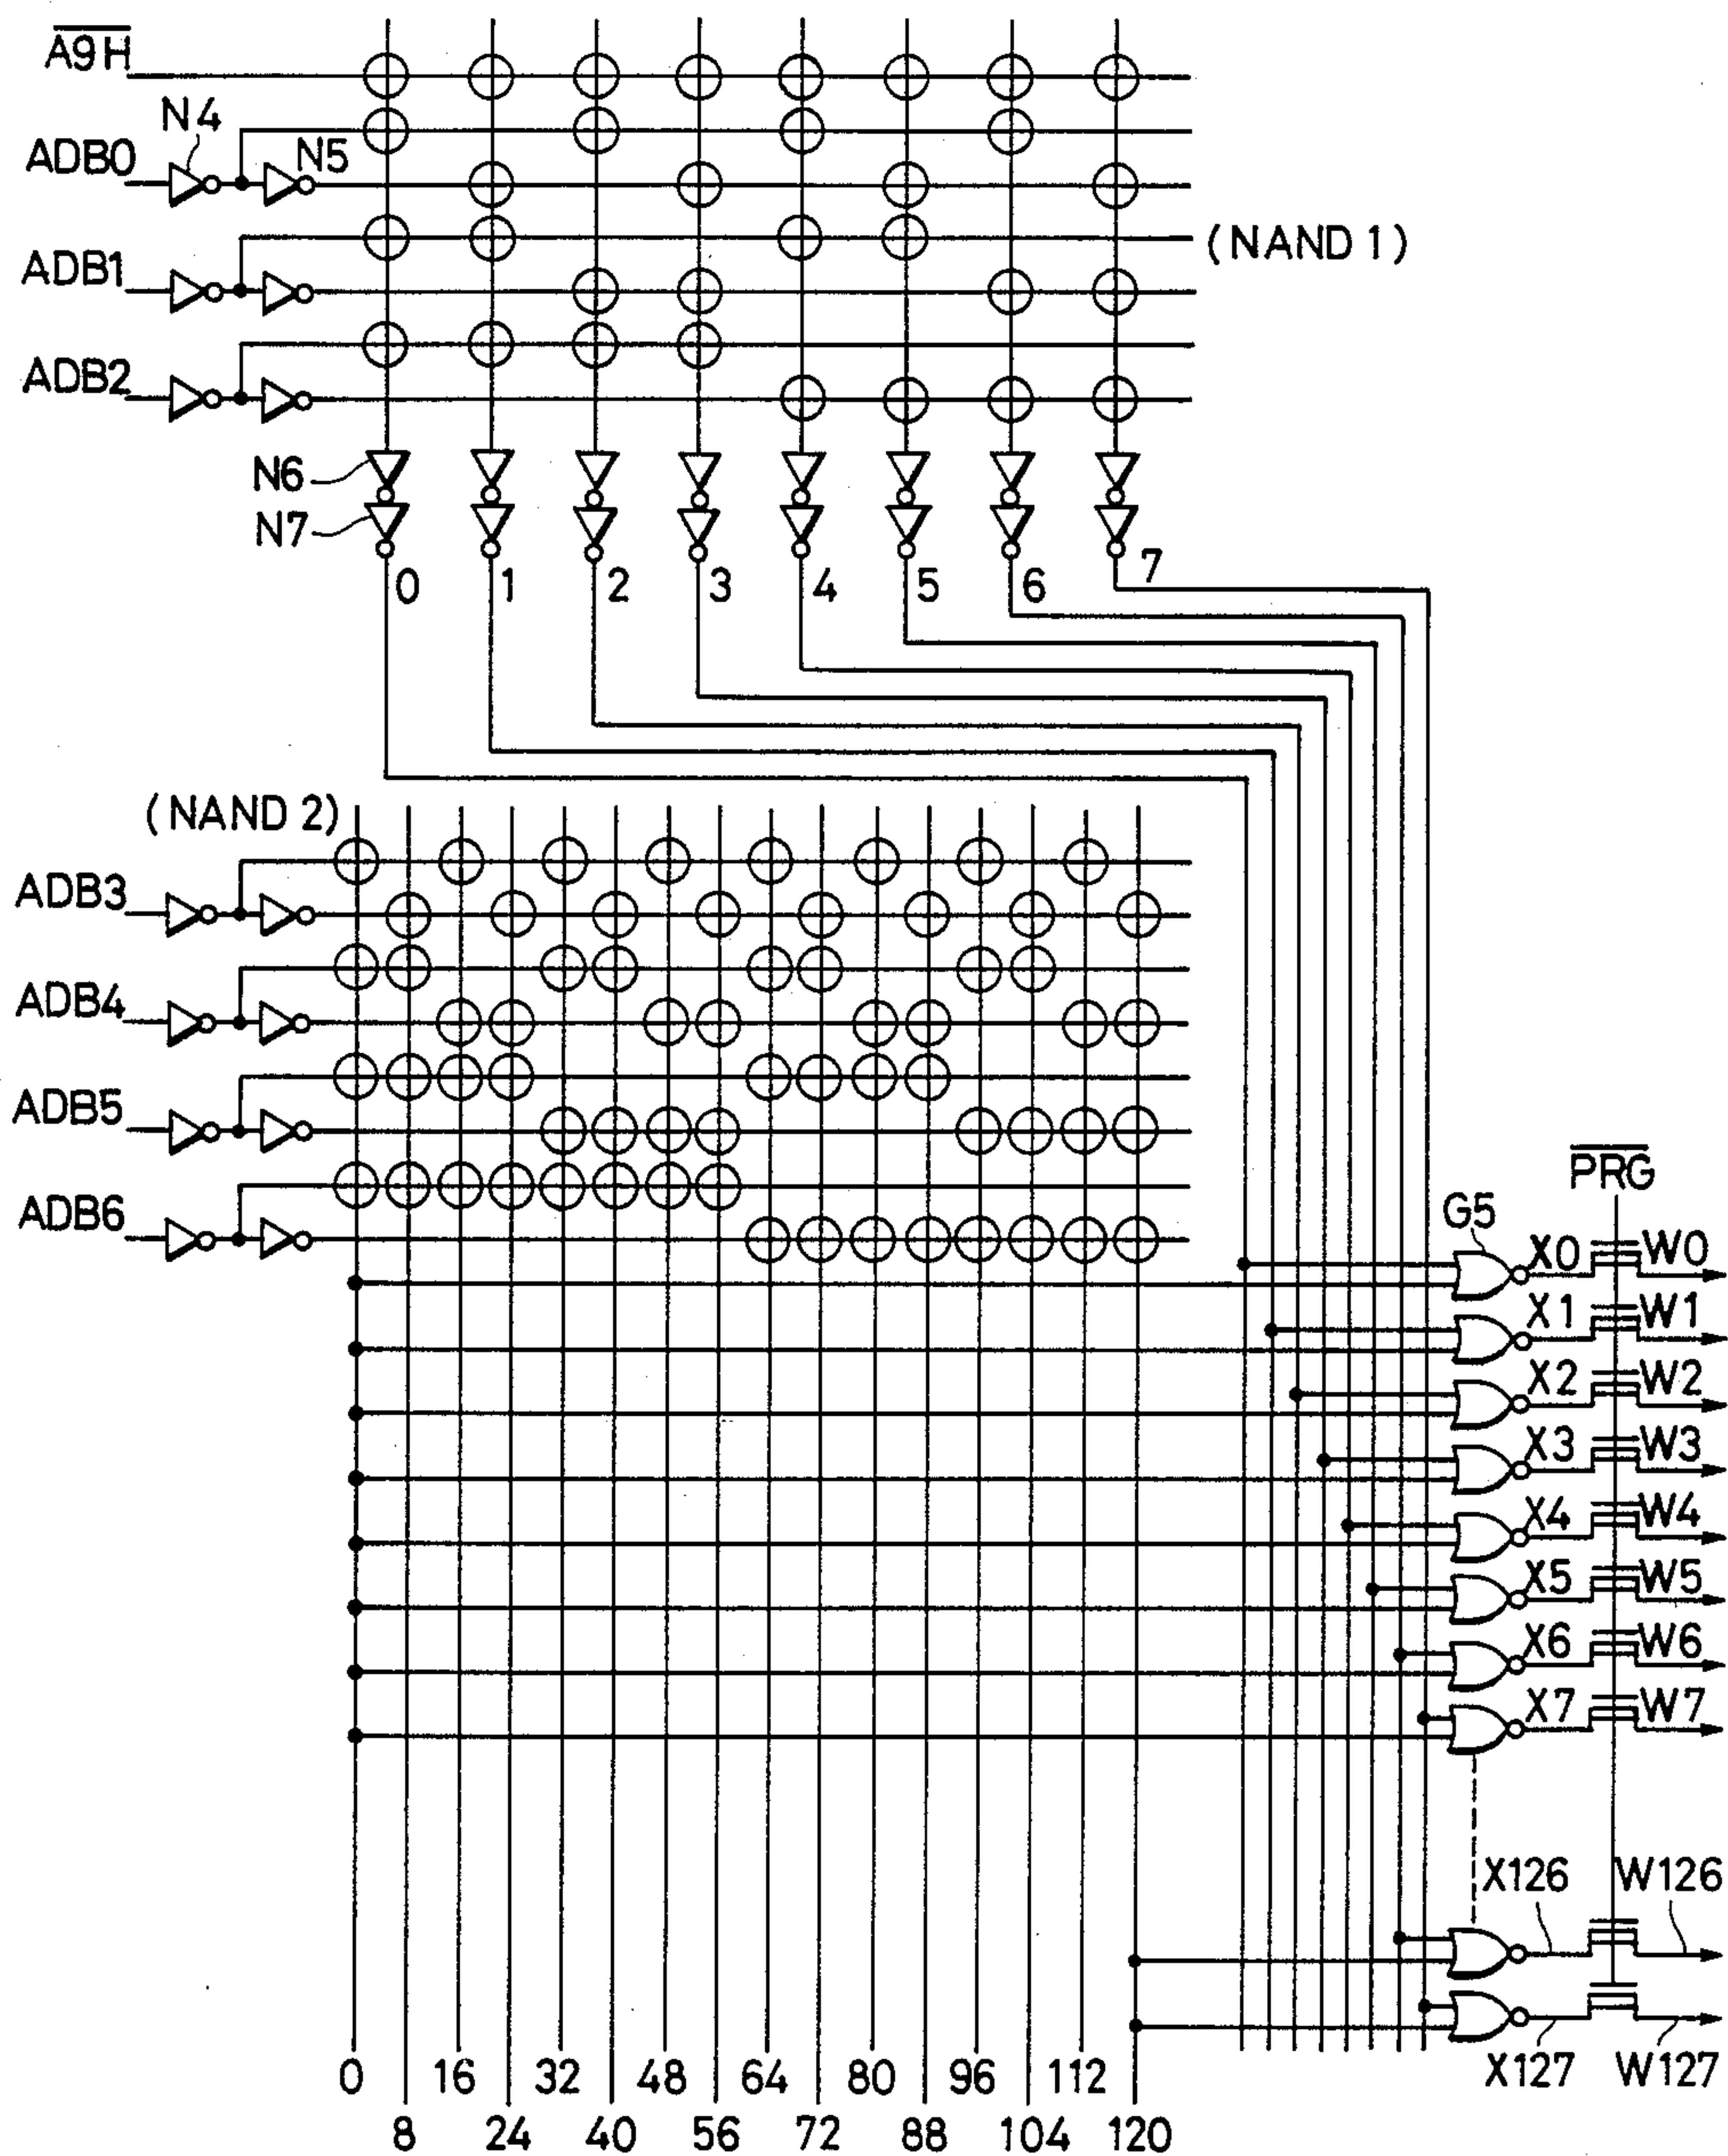 A9H
N4
ADB0
N5
ADB1
(NAND 1)
ADB2
N6
N7
0 1 2 3 4 5 6 7
(NAND 2)
ADB3
ADB4
ADB5
ADB6
PRG
G5
X0 W0
X1 W1
X2 W2
X3 W3
X4 W4
X5 W5
X6 W6
X7 W7
X126 W126
X127 W127
0 16 32 48 64 80 96 112
8 24 40 56 72 88 104 120